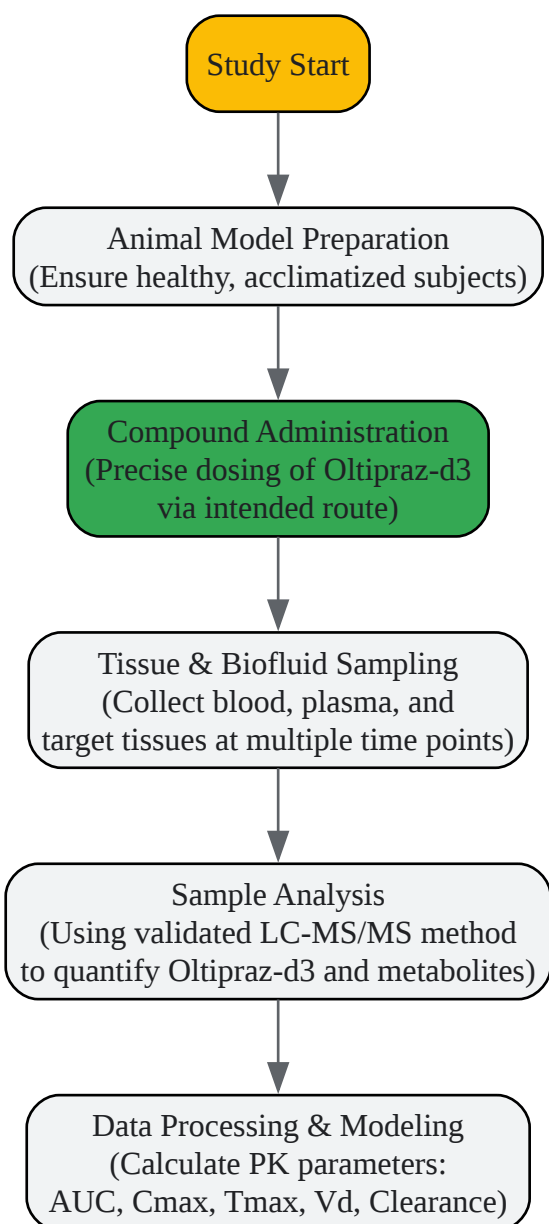 Study Start
Animal Model Preparation
(Ensure healthy, acclimatized subjects)
Compound Administration
(Precise dosing of Oltipraz-d3
via intended route)
Tissue & Biofluid Sampling
(Collect blood, plasma, and
target tissues at multiple time points)
Sample Analysis
(Using validated LC-MS/MS method
to quantify Oltipraz-d3 and metabolites)
Data Processing & Modeling
(Calculate PK parameters:
AUC, Cmax, Tmax, Vd, Clearance)